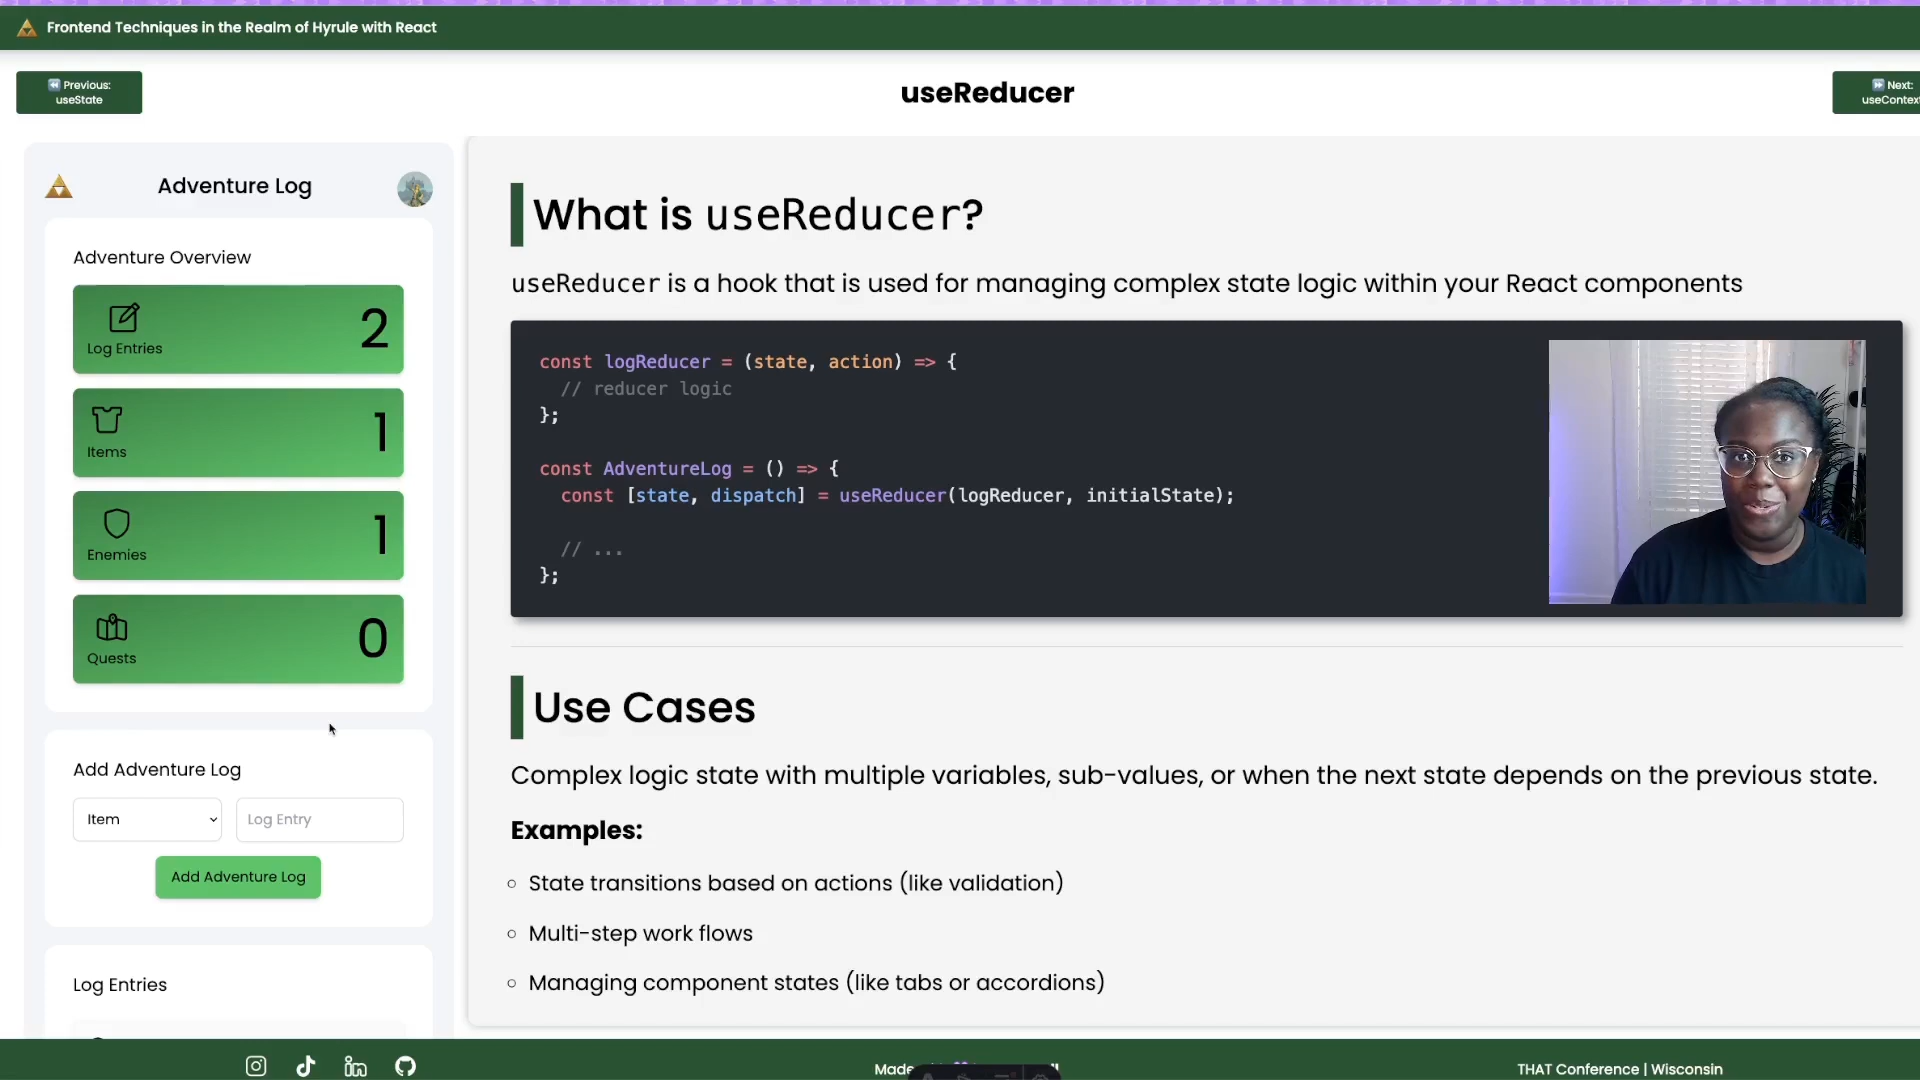 Frontend Techniques in the Realm of Hyrule with React
Previous:
useState
useReducer
Next:
useContext
Adventure Log
Adventure Overview
Log Entries
2
Items
1
Enemies
1
Quests
0
Add Adventure Log
Item
Log Entry
Add Adventure Log
Log Entries
What is useReducer?
useReducer is a hook that is used for managing complex state logic within your React components
const logReducer = (state, action) => {
// reducer logic
};
const AdventureLog = () => {
const [state, dispatch] = useReducer(logReducer, initialState);
// ...
};
Use Cases
Complex logic state with multiple variables, sub-values, or when the next state depends on the previous state.
Examples:
State transitions based on actions (like validation)
Multi-step work flows
Managing component states (like tabs or accordions)
in
Made
THAT Conference | Wisconsin